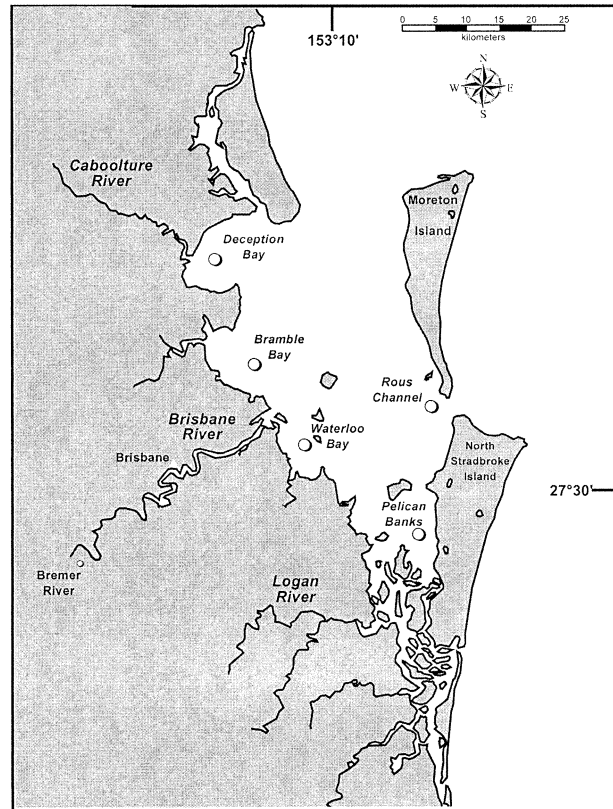 153°10'
0 5 10 15 20 25
kilometers
N
W E
S
Caboolture
River
Moreton
Island
Deception
Bay
Bramble
Bay
Rous
Channel
Brisbane
River
Waterloo
Bay
Brisbane
North
Stradbroke
Island
27°30'
Pelican
Banks
Bremer
River
Logan
River